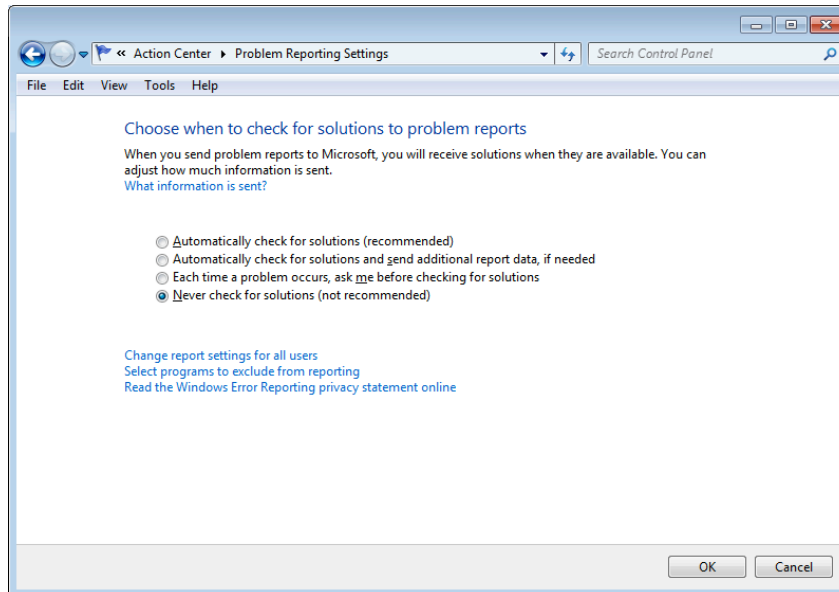 « Action Center ▸ Problem Reporting Settings
Search Control Panel
File Edit View Tools Help
Choose when to check for solutions to problem reports
When you send problem reports to Microsoft, you will receive solutions when they are available. You can
adjust how much information is sent.
What information is sent?
Automatically check for solutions (recommended)
Automatically check for solutions and send additional report data, if needed
Each time a problem occurs, ask me before checking for solutions
Never check for solutions (not recommended)
Change report settings for all users
Select programs to exclude from reporting
Read the Windows Error Reporting privacy statement online
OK Cancel